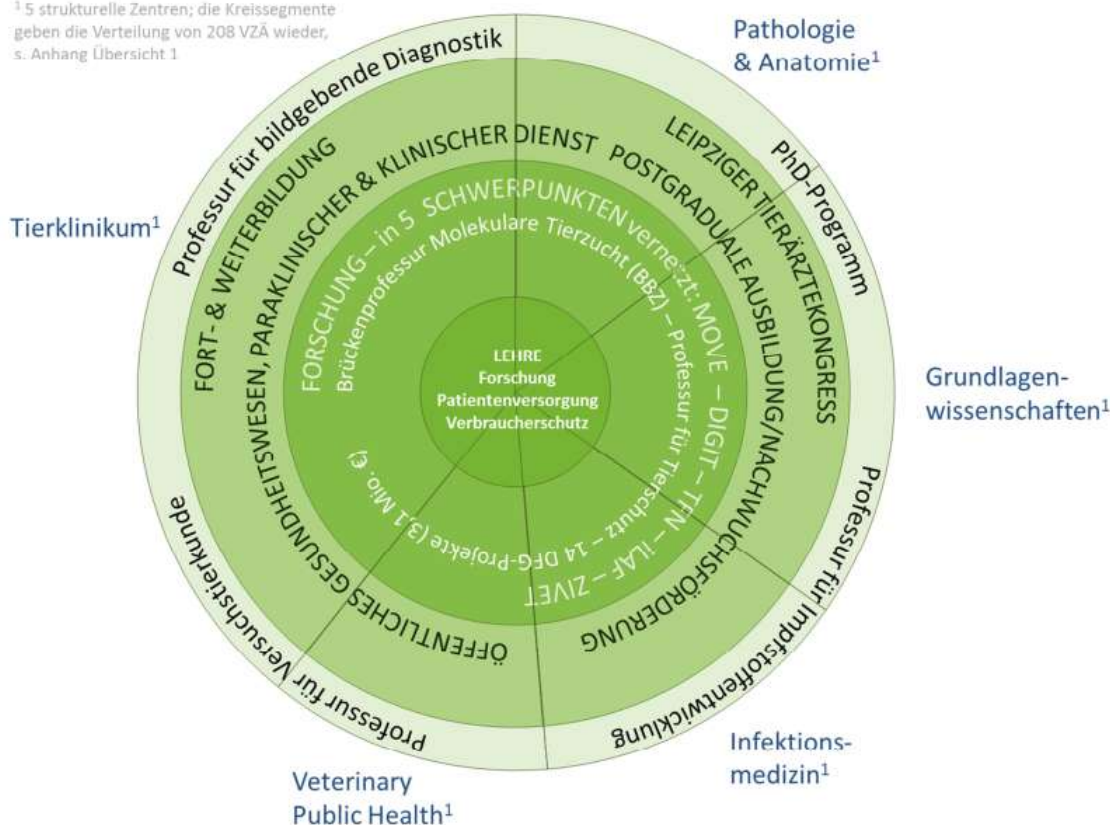 ¹ 5 strukturelle Zentren; die Kreissegmente
geben die Verteilung von 208 VZÄ wieder,
s. Anhang Übersicht 1
Pathologie
& Anatomie¹
Tierklinikum¹
Grundlagen-
wissenschaften¹
Infektions-
medizin¹
Veterinary
Public Health¹
Professur für bildgebende Diagnostik
PhD-Programm
Professur für Impfstoffentwicklung
Professur für Versuchstierkunde
FORT- & WEITERBILDUNG
LEIPZIGER TIERÄRZTEKONGRESS
ÖFFENTLICHES GESUNDHEITSWESEN, PARAKLINISCHER & KLINISCHER DIENST
POSTGRADUALE AUSBILDUNG/NACHWUCHSFÖRDERUNG
FORSCHUNG – in 5 SCHWERPUNKTEN vernetzt: MOVE – DIGIT – TFN – iLAF – ZIVET
Brückenprofessur Molekulare Tierzucht (BBZ) – Professur für Tierschutz – 14 DFG-Projekte (3,1 Mio. €)
LEHRE
Forschung
Patientenversorgung
Verbraucherschutz